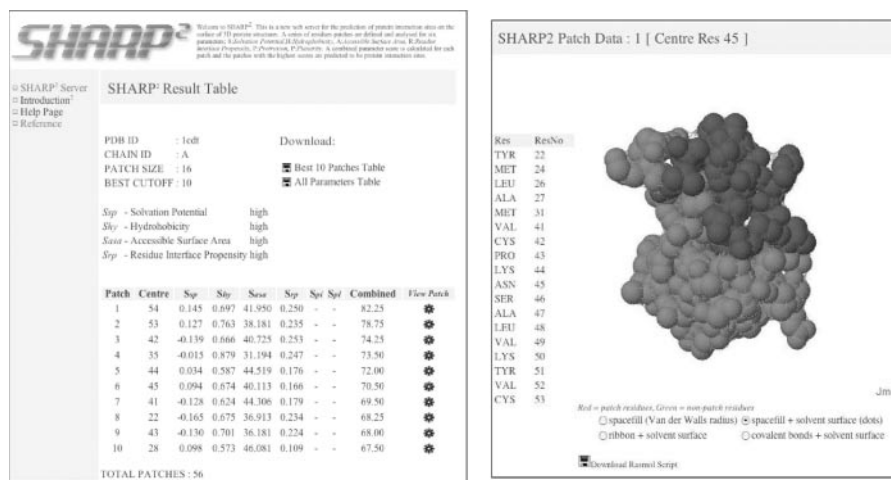 SHARP²
Welcome to SHARP². This is a new web server for the prediction of protein interaction sites on the
surface of 3D protein structures. A series of residues patches are defined and analysed for six
parameters; S,Solvation Potential,H,Hydrophobicity, A,Accessible Surface Area, R,Residue
Interface Propensity, P,Protrusion, P,Planarity. A combined parameter score is calculated for each
patch and the patches with the highest scores are predicted to be protein interaction sites.
SHARP² Server
Introduction²
Help Page
Reference
SHARP² Result Table
PDB ID : 1cdt
CHAIN ID : A
PATCH SIZE : 16
BEST CUTOFF : 10
Download:
Best 10 Patches Table
All Parameters Table
Ssp - Solvation Potential high
Shy - Hydrohobicity high
Sasa - Accessible Surface Area high
Srp - Residue Interface Propensity high
Patch Centre Ssp Shy Sasa Srp Spi Spl Combined View Patch
1 54 0.145 0.697 41.950 0.250 - - 82.25
2 53 0.127 0.763 38.181 0.235 - - 78.75
3 42 -0.139 0.666 40.725 0.253 - - 74.25
4 35 -0.015 0.879 31.194 0.247 - - 73.50
5 44 0.034 0.587 44.519 0.176 - - 72.00
6 45 0.094 0.674 40.113 0.166 - - 70.50
7 41 -0.128 0.624 44.306 0.179 - - 69.50
8 22 -0.165 0.675 36.913 0.234 - - 68.25
9 43 -0.130 0.701 36.181 0.224 - - 68.00
10 28 0.098 0.573 46.081 0.109 - - 67.50
TOTAL PATCHES : 56
SHARP2 Patch Data : 1 [ Centre Res 45 ]
Res ResNo
TYR 22
MET 24
LEU 26
ALA 27
MET 31
VAL 41
CYS 42
PRO 43
LYS 44
ASN 45
SER 46
ALA 47
LEU 48
VAL 49
LYS 50
TYR 51
VAL 52
CYS 53
Jm
Red = patch residues, Green = non-patch residues
spacefill (Van der Walls radius) spacefill + solvent surface (dots)
ribbon + solvent surface covalent bonds + solvent surface
Download Rasmol Script